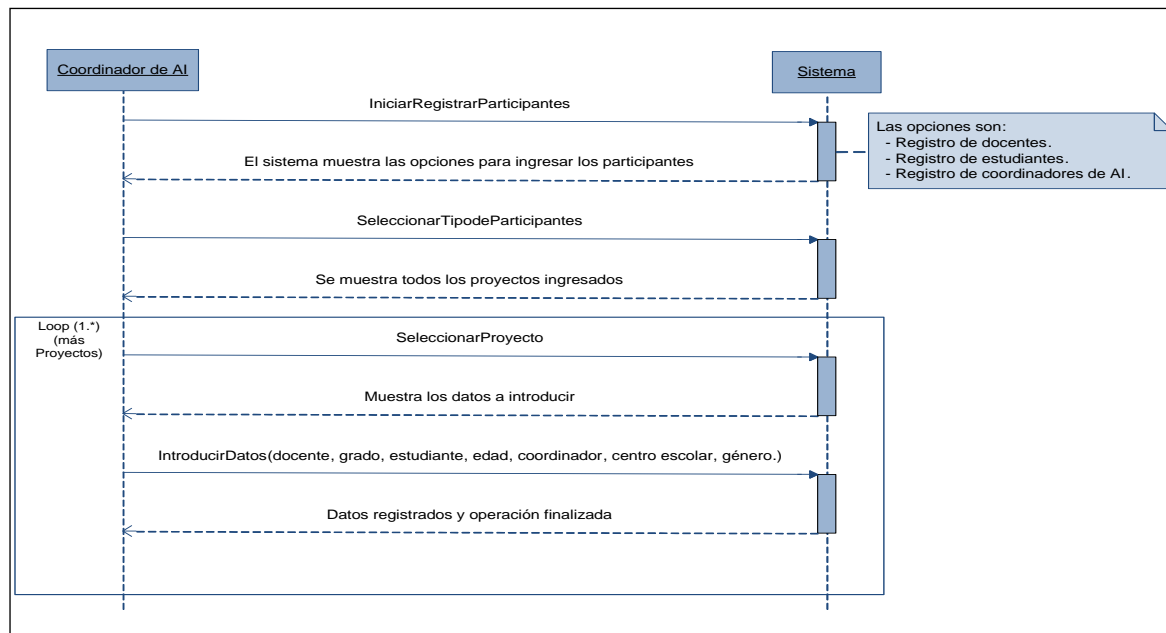 Coordinador de AI
Sistema
IniciarRegistrarParticipantes
Las opciones son:
- Registro de docentes.
- Registro de estudiantes.
- Registro de coordinadores de AI.
El sistema muestra las opciones para ingresar los participantes
SeleccionarTipodeParticipantes
Se muestra todos los proyectos ingresados
Loop (1.*)
(más
Proyectos)
SeleccionarProyecto
Muestra los datos a introducir
IntroducirDatos(docente, grado, estudiante, edad, coordinador, centro escolar, género.)
Datos registrados y operación finalizada